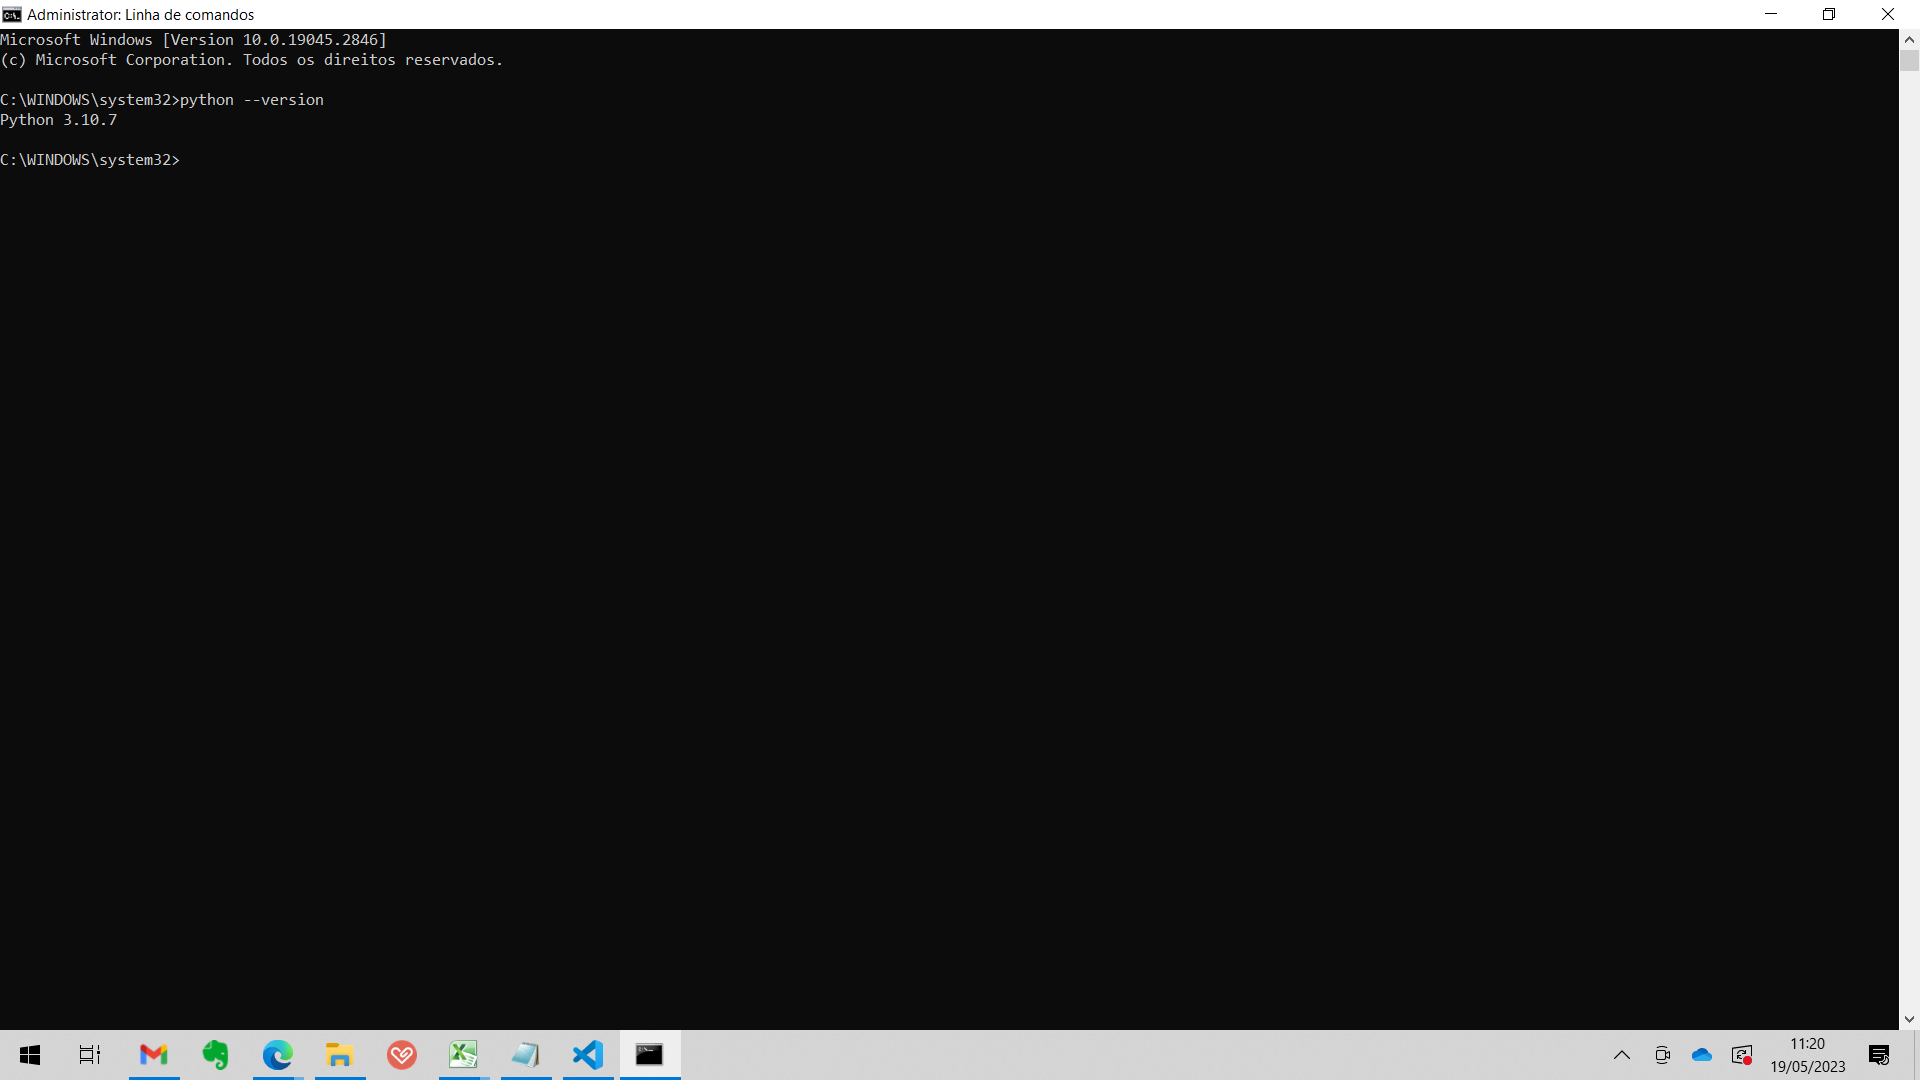 Administrator: Linha de comandos
Microsoft Windows [Version 10.0.19045.2846]
(c) Microsoft Corporation. Todos os direitos reservados.
C:\WINDOWS\system32>python --version
Python 3.10.7
C:\WINDOWS\system32>
11:20
19/05/2023